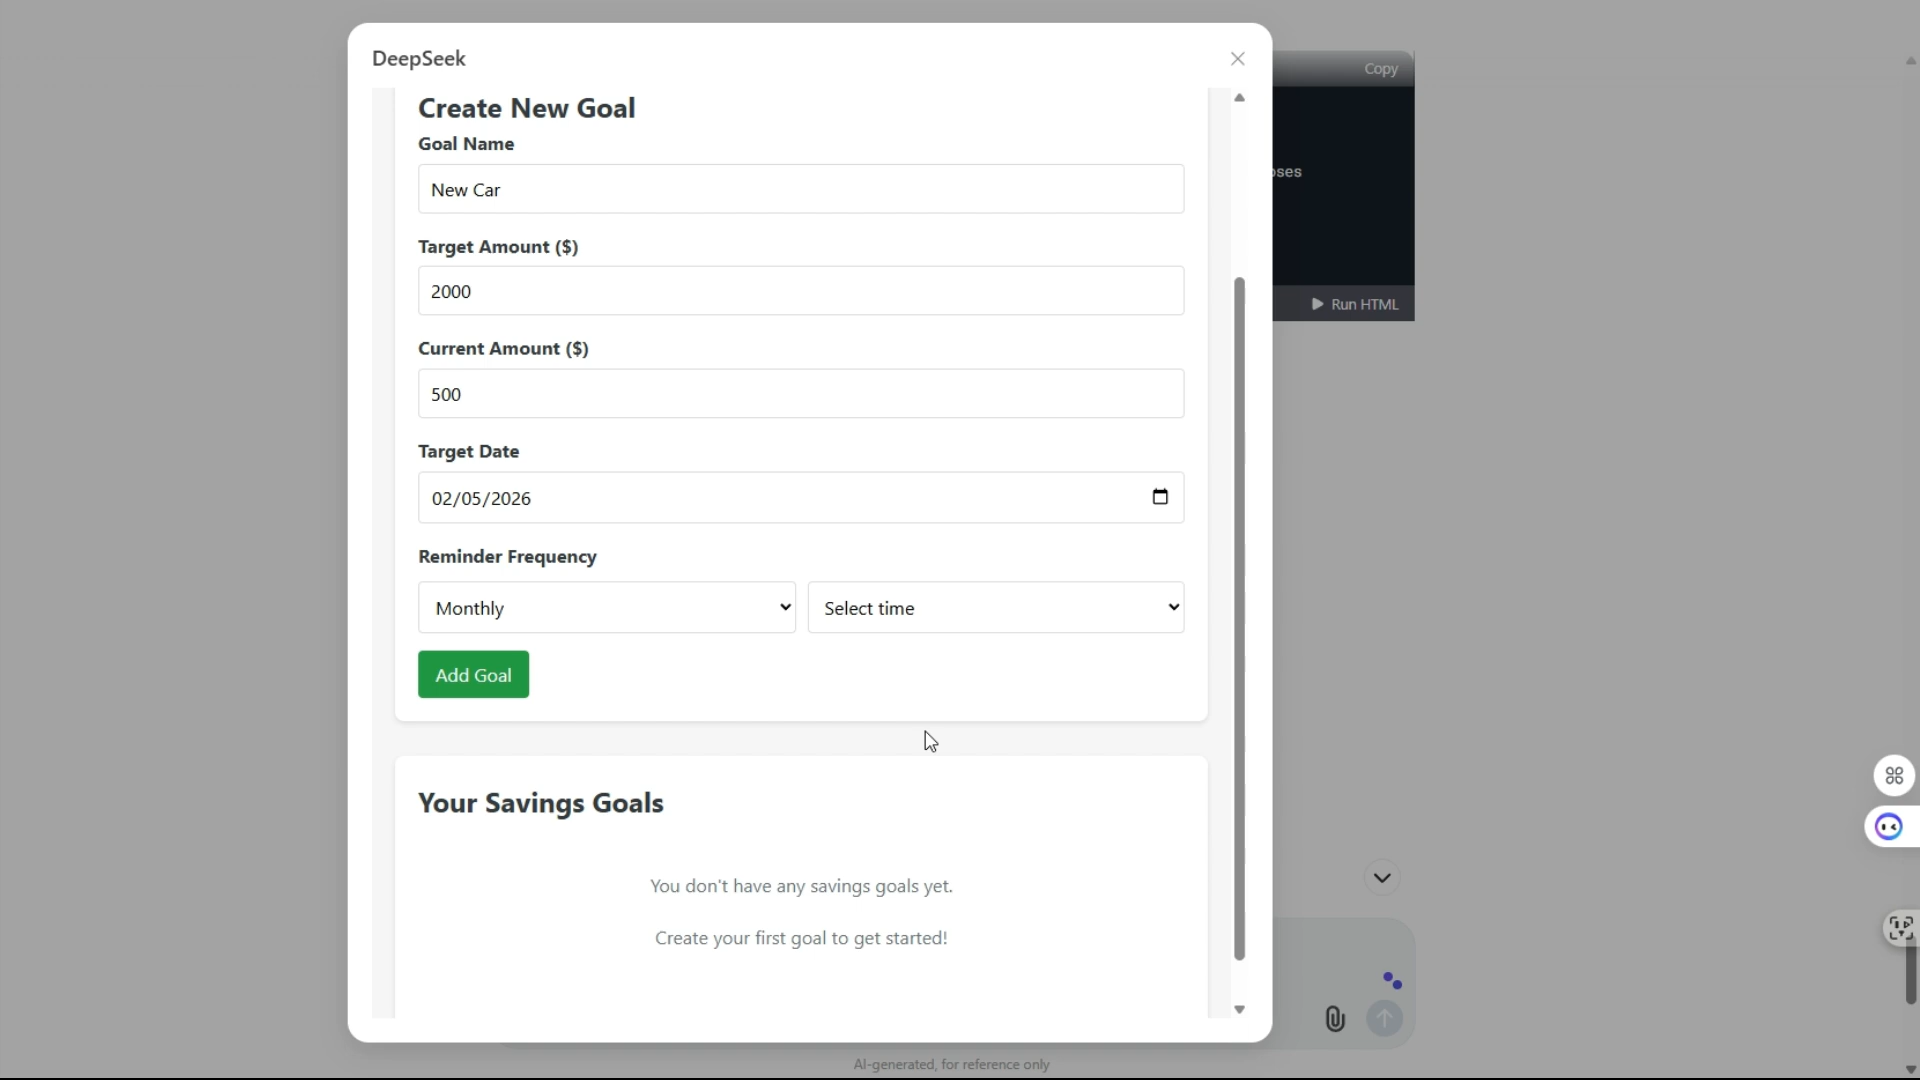 DeepSeek
Copy
Create New Goal
Goal Name
New Car
oses
Target Amount ($)
2000
Run HTML
Current Amount ($)
500
Target Date
02/05/2026
Reminder Frequency
Monthly
Select time
Add Goal
Your Savings Goals
You don't have any savings goals yet.
Create your first goal to get started!
AI-generated, for reference only